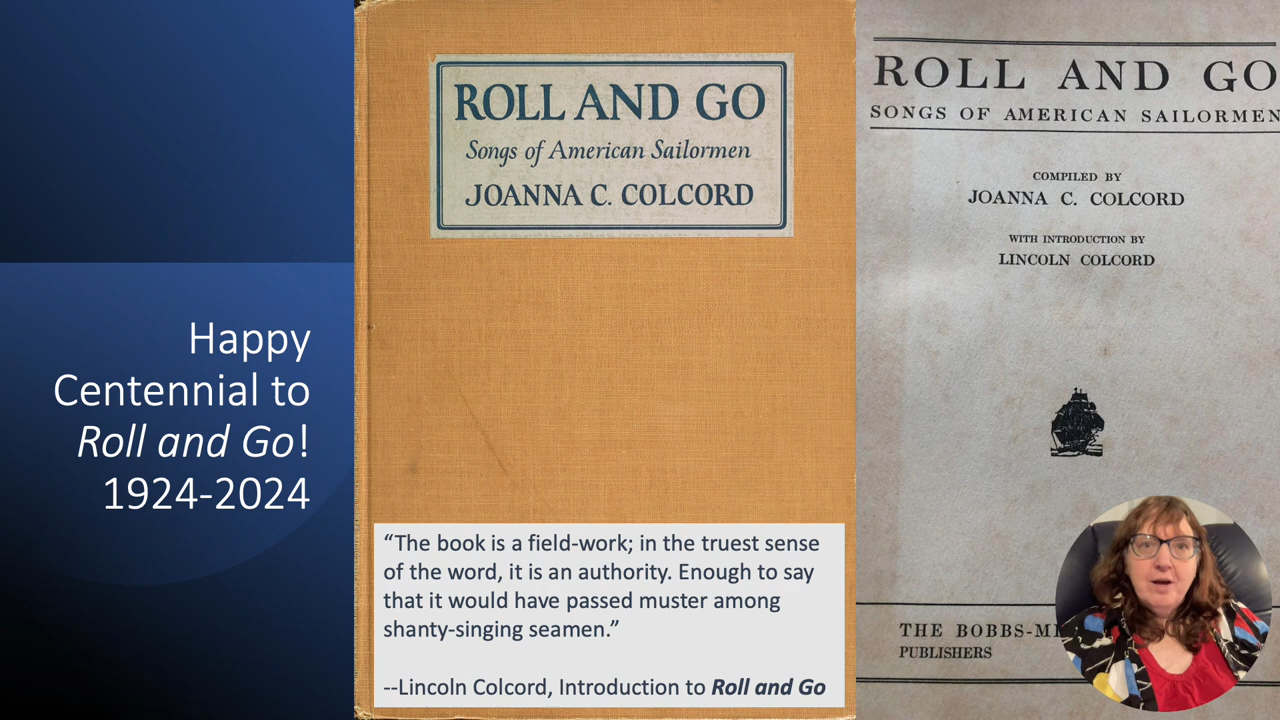 Happy
Centennial to
Roll and Go!
1924-2024
ROLL AND GO
Songs of American Sailormen
JOANNA C. COLCORD
“The book is a field-work; in the truest sense
of the word, it is an authority. Enough to say
that it would have passed muster among
shanty-singing seamen.”
--Lincoln Colcord, Introduction to Roll and Go
ROLL AND GO
SONGS OF AMERICAN SAILORMEN
COMPILED BY
JOANNA C. COLCORD
WITH INTRODUCTION BY
LINCOLN COLCORD
THE
PUBLISHERS